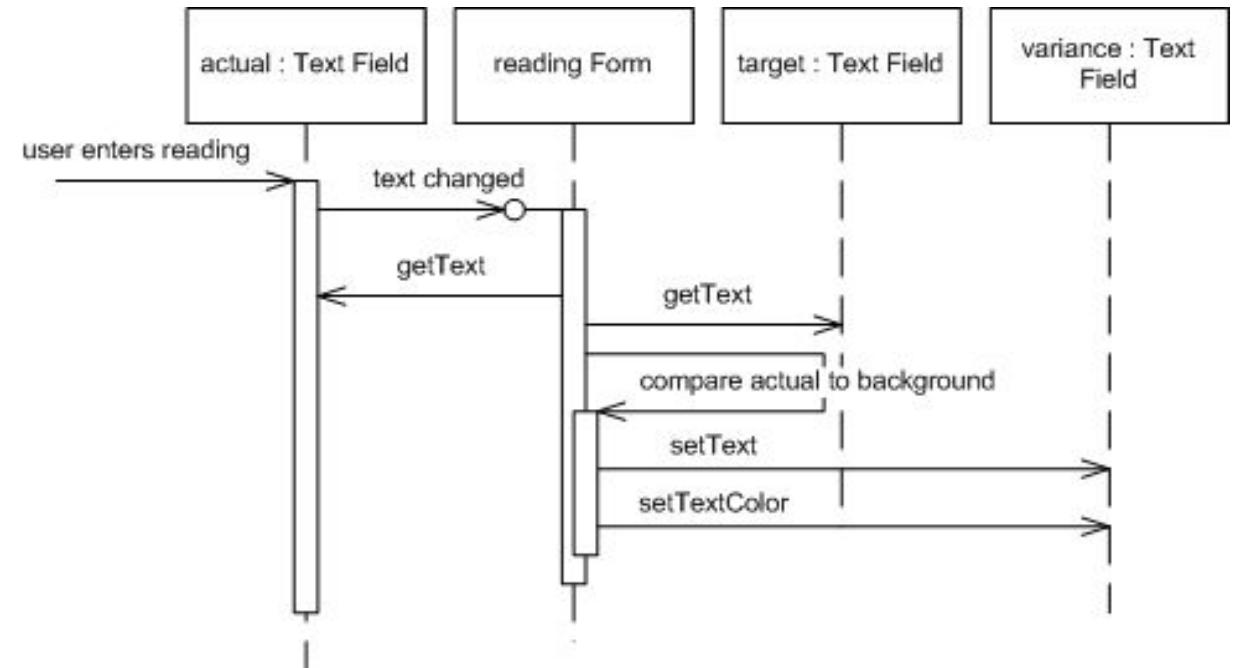 actual : Text Field
reading Form
target : Text Field
variance : Text
Field
user enters reading
text changed
getText
getText
compare actual to background
setText
setTextColor